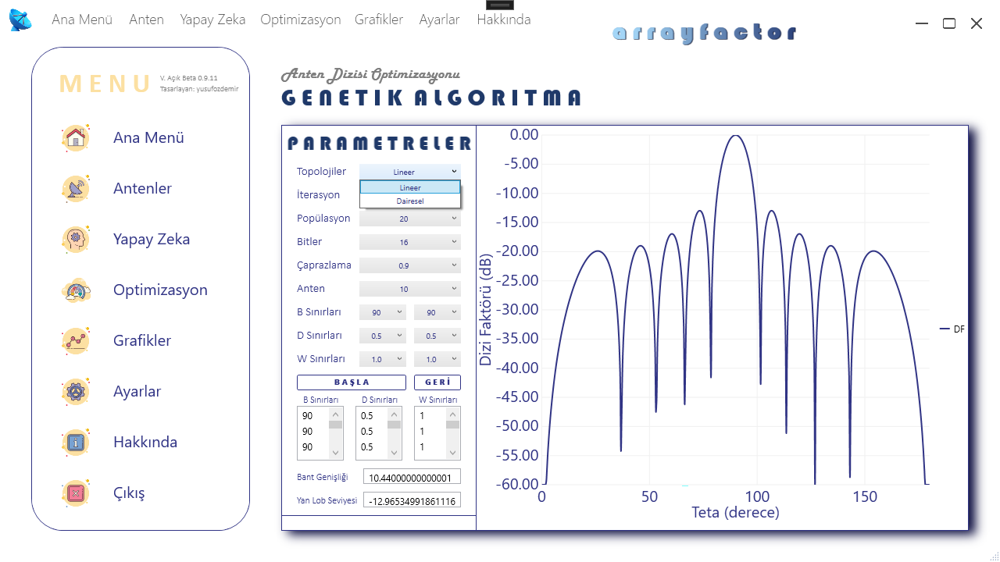 Ana Menü Anten Yapay Zeka Optimizasyon Grafikler Ayarlar Hakkında
arrayfactor
MENU
V. Açık Beta 0.9.11
Tasarlayan: yusufozdemir
Ana Menü
Antenler
Yapay Zeka
Optimizasyon
Grafikler
Ayarlar
Hakkında
Çıkış
Anten Dizisi Optimizasyonu
GENETIK ALGORITMA
PARAMETRELER
Topolojiler Lineer
Lineer
Dairesel
İterasyon
Popülasyon 20
Bitler 16
Çaprazlama 0.9
Anten 10
B Sınırları 90 90
D Sınırları 0.5 0.5
W Sınırları 1.0 1.0
BAŞLA GERİ
B Sınırları D Sınırları W Sınırları
90 0.5 1
90 0.5 1
90 0.5 1
Bant Genişliği 10.44000000000001
Yan Lob Seviyesi -12.96534991861116
Dizi Faktörü (dB)
0.00
-5.00
-10.00
-15.00
-20.00
-25.00
-30.00
-35.00
-40.00
-45.00
-50.00
-55.00
-60.00
0 50 100 150
Teta (derece)
DF